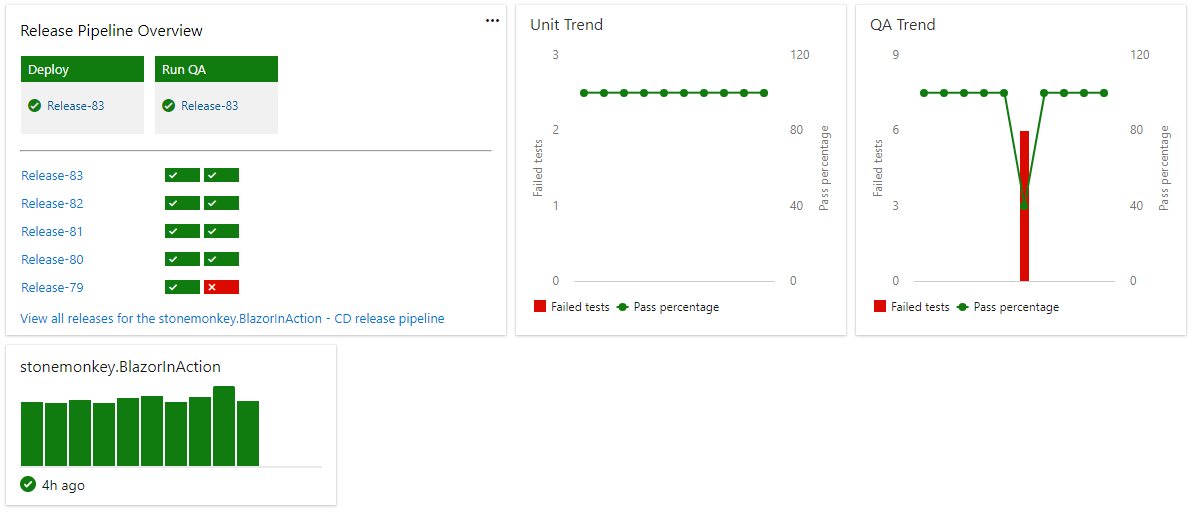 Release Pipeline Overview
...
Deploy
Run QA
Release-83
Release-83
Release-83
Release-82
Release-81
Release-80
Release-79
View all releases for the stonemonkey.BlazorInAction - CD release pipeline
Unit Trend
3
2
1
0
Failed tests
120
80
40
0
Pass percentage
Failed tests
Pass percentage
QA Trend
9
6
3
0
Failed tests
120
80
40
0
Pass percentage
Failed tests
Pass percentage
stonemonkey.BlazorInAction
4h ago